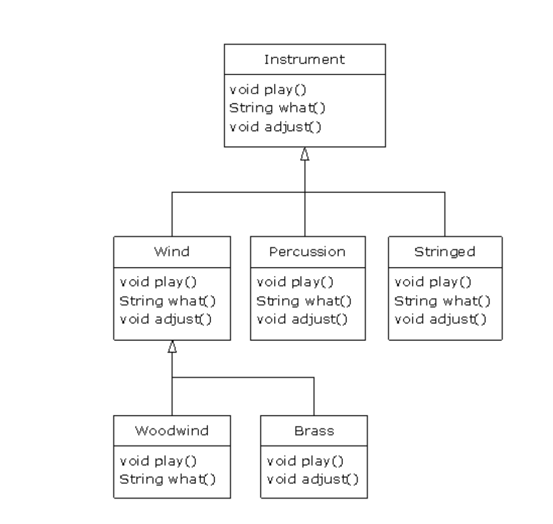 Instrument
void play()
String what()
void adjust()
Wind
void play()
String what()
void adjust()
Percussion
void play()
String what()
void adjust()
Stringed
void play()
String what()
void adjust()
Woodwind
void play()
String what()
Brass
void play()
void adjust()